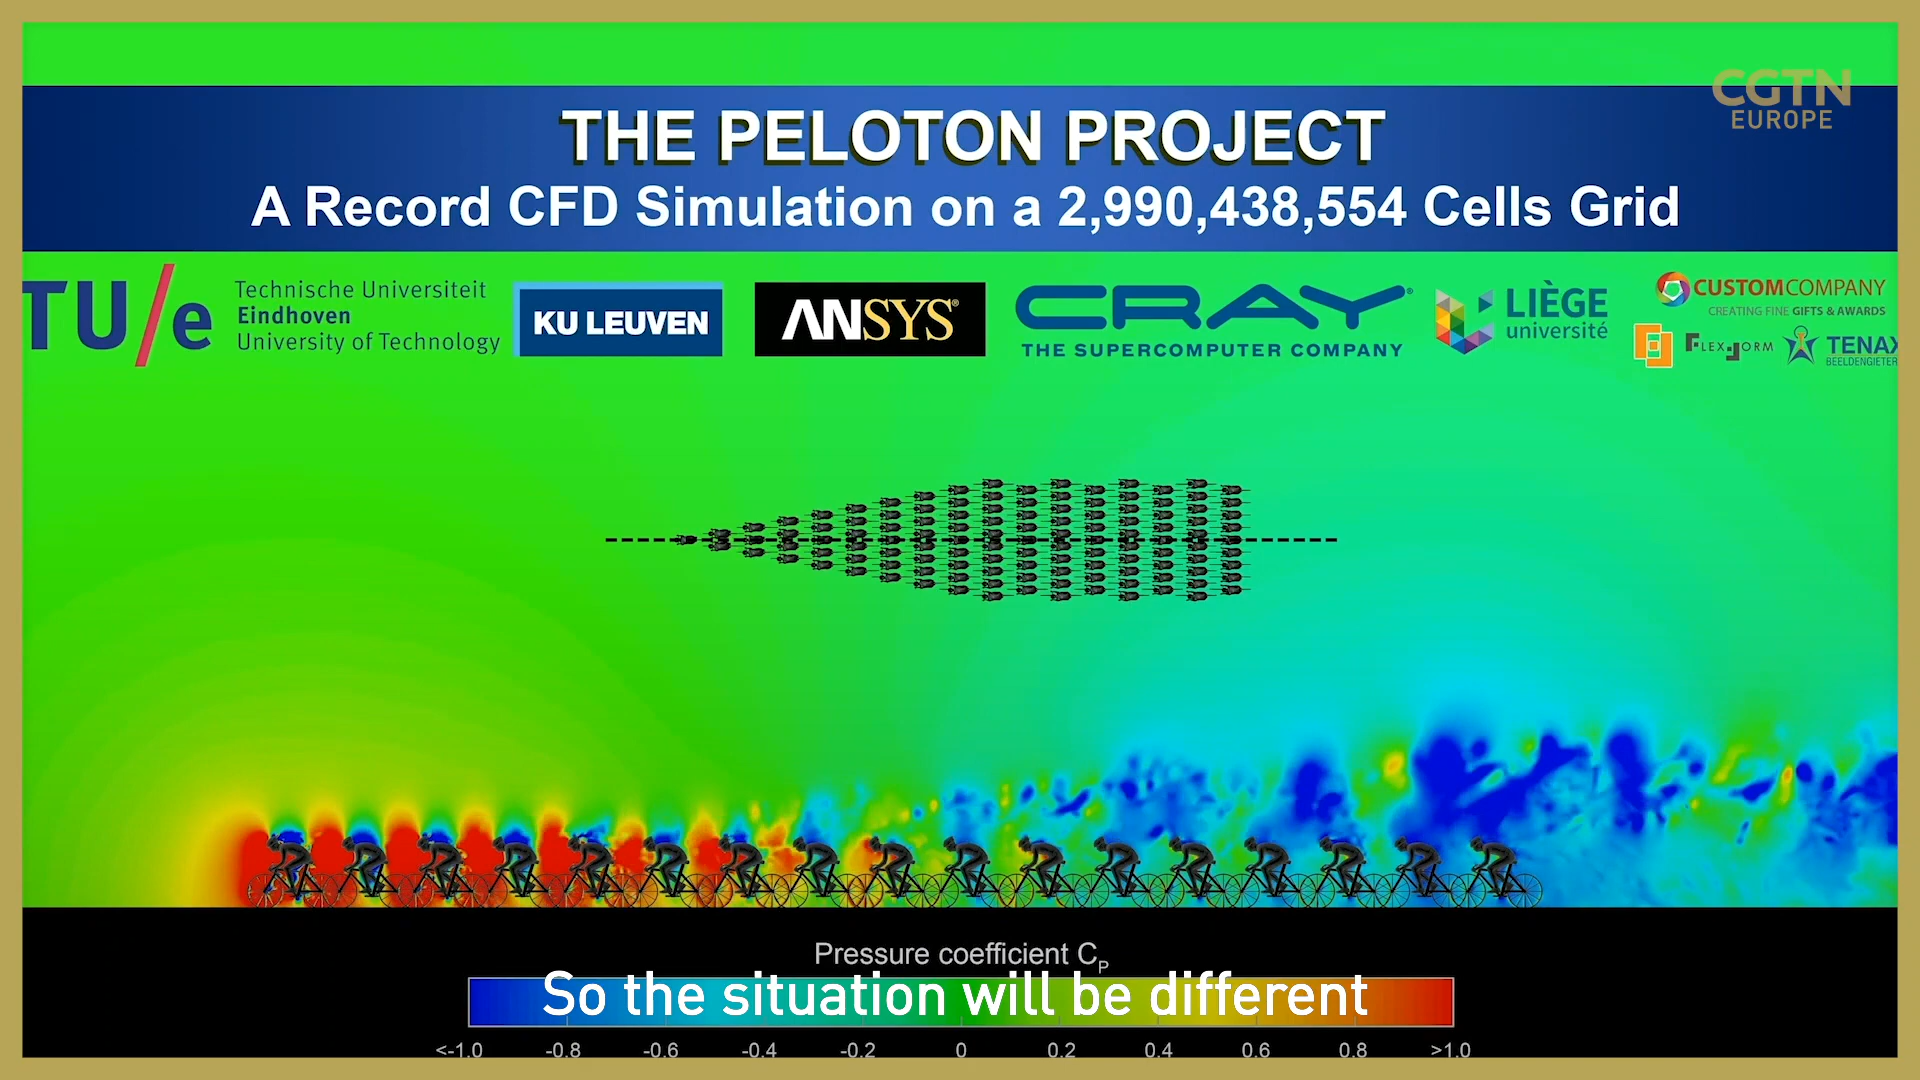 CGTN
EUROPE
THE PELOTON PROJECT
A Record CFD Simulation on a 2,990,438,554 Cells Grid
TU/e
Technische Universiteit
Eindhoven
University of Technology
KU LEUVEN
ANSYS®
CRAY®
THE SUPERCOMPUTER COMPANY
LIÈGE
université
CUSTOMCOMPANY
CREATING FINE GIFTS & AWARDS
FLEXFORM
TENAX
BEELDENGIETER
Pressure coefficient CP
So the situation will be different
<-1.0 -0.8 -0.6 -0.4 -0.2 0 0.2 0.4 0.6 0.8 >1.0